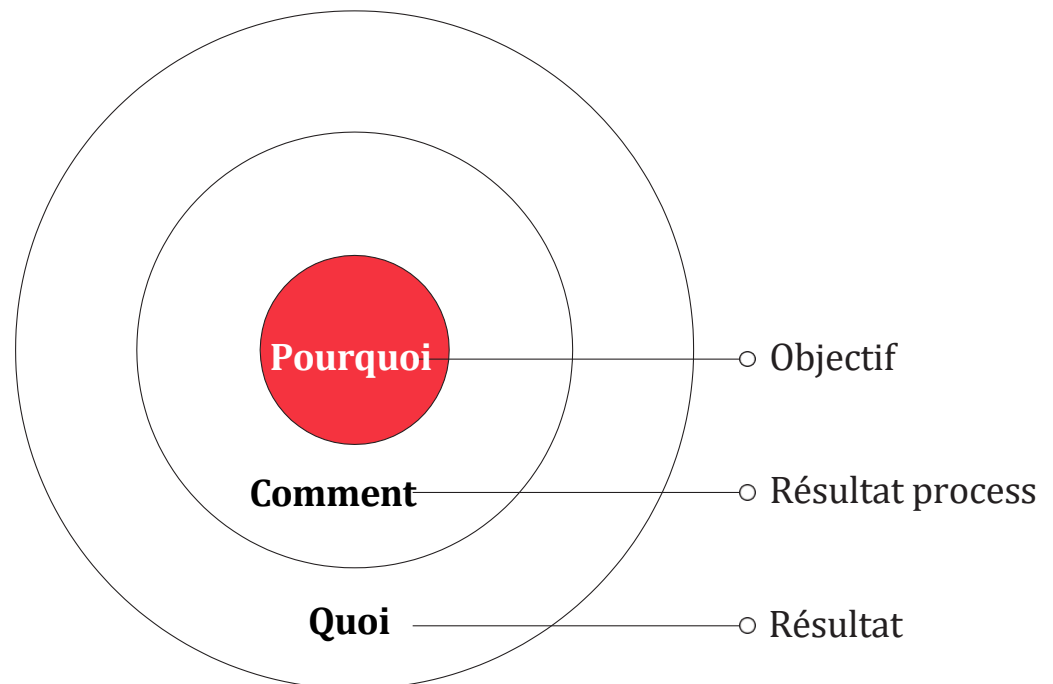 Pourquoi Objectif
Comment Résultat process
Quoi Résultat